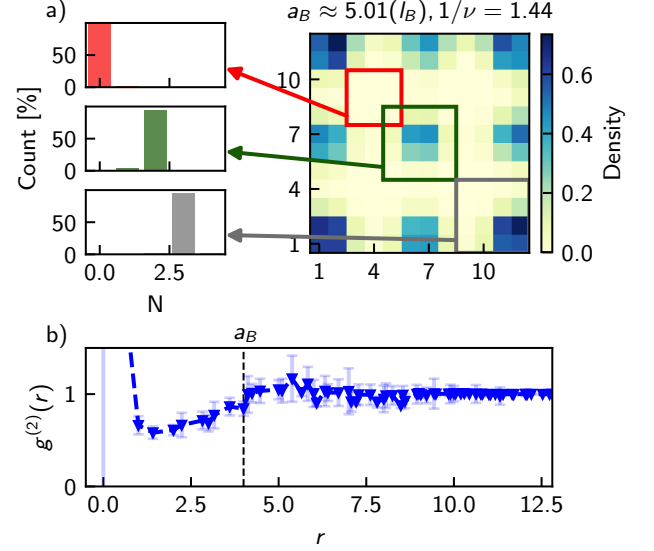 a)
a_B ≈ 5.01(l_B), 1/ν = 1.44
Count [%]
50
0
50
0
50
0
0.0 2.5
N
10
7
4
1
1 4 7 10
0.6
0.4
0.2
0.0
Density
b)
a_B
g^(2)(r)
1
0
0.0 2.5 5.0 7.5 10.0 12.5
r